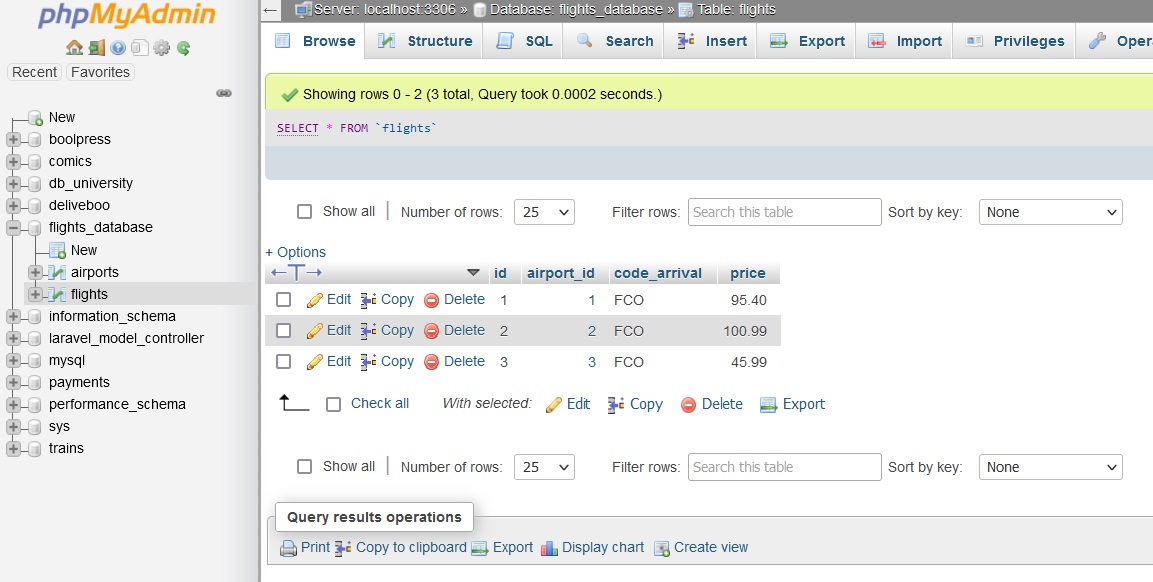 phpMyAdmin
Recent Favorites
New
boolpress
comics
db_university
deliveboo
flights_database
New
airports
flights
information_schema
laravel_model_controller
mysql
payments
performance_schema
sys
trains
Server: localhost:3306 » Database: flights_database » Table: flights
Browse Structure SQL Search Insert Export Import Privileges Oper
Showing rows 0 - 2 (3 total, Query took 0.0002 seconds.)
SELECT * FROM `flights`
Show all | Number of rows: 25 Filter rows: Search this table Sort by key: None
+ Options
←T→ id airport_id code_arrival price
Edit Copy Delete 1 1 FCO 95.40
Edit Copy Delete 2 2 FCO 100.99
Edit Copy Delete 3 3 FCO 45.99
Check all With selected: Edit Copy Delete Export
Show all | Number of rows: 25 Filter rows: Search this table Sort by key: None
Query results operations
Print Copy to clipboard Export Display chart Create view